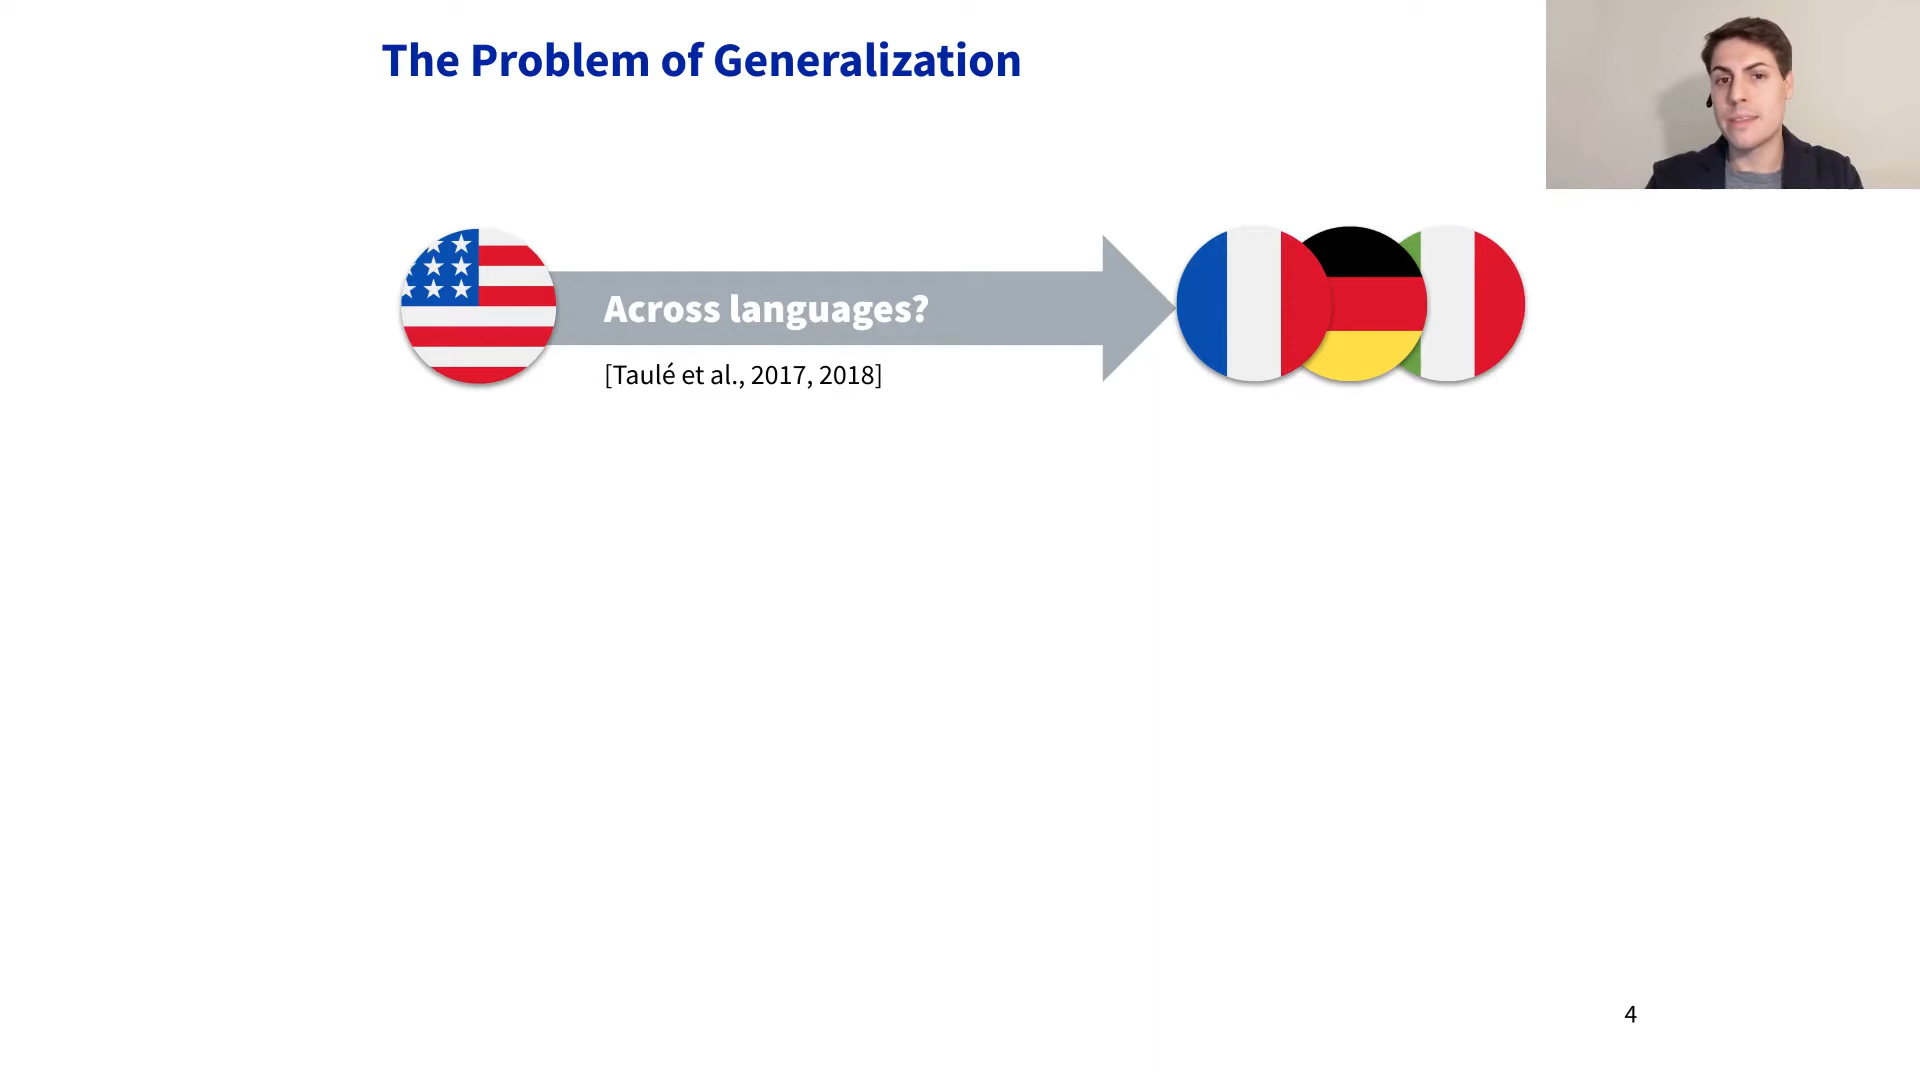 The Problem of Generalization
Across languages?
[Taulé et al., 2017, 2018]
4